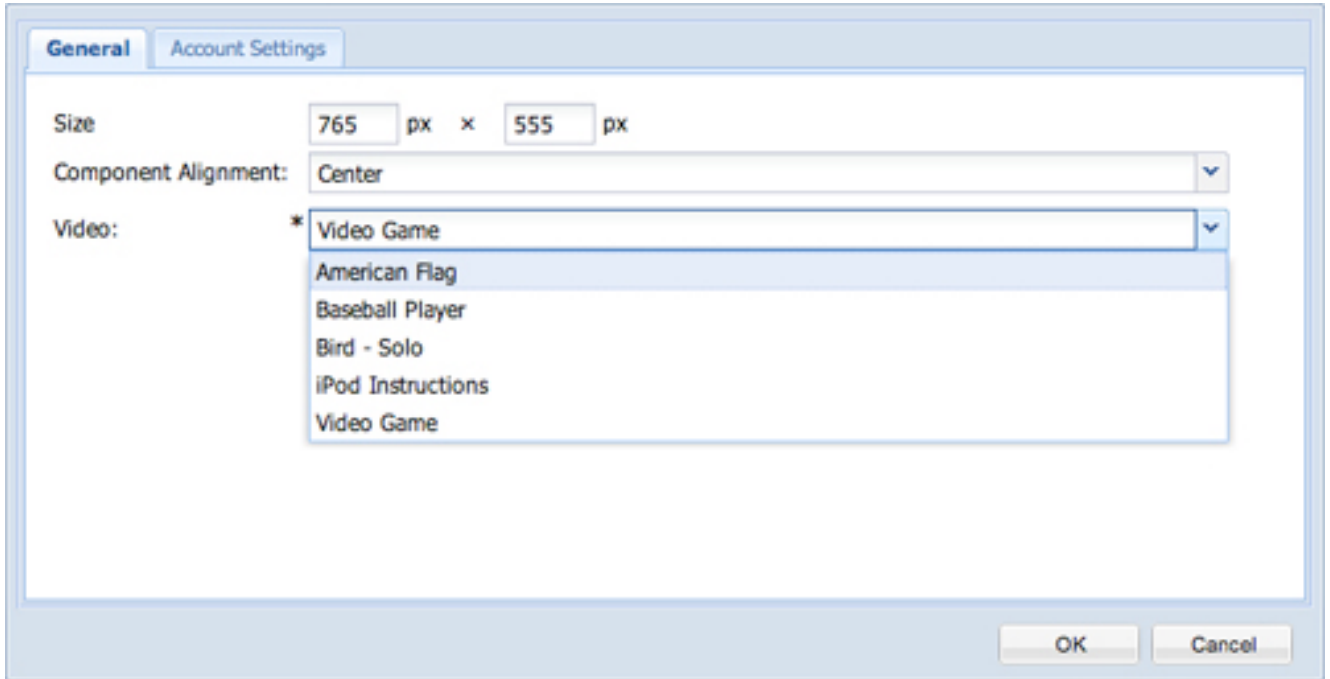 General Account Settings
Size 765 px × 555 px
Component Alignment: Center
Video: * Video Game
American Flag
Baseball Player
Bird - Solo
iPod Instructions
Video Game
OK Cancel